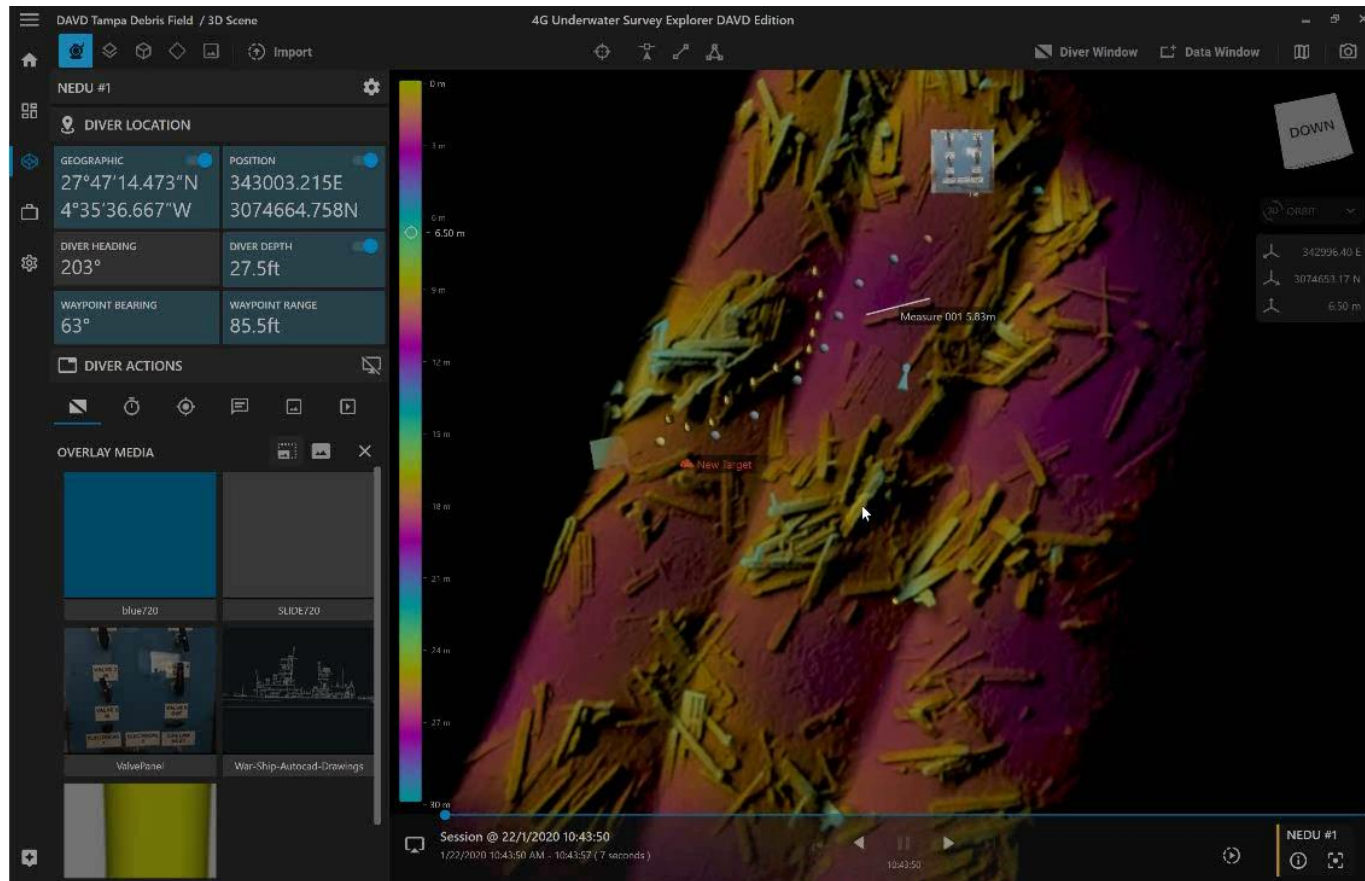 DAVD Tampa Debris Field / 3D Scene
4G Underwater Survey Explorer DAVD Edition
Import
Diver Window
Data Window
NEDU #1
DIVER LOCATION
GEOGRAPHIC
27°47'14.473"N
4°35'36.667"W
POSITION
343003.215E
3074664.758N
DIVER HEADING
203°
DIVER DEPTH
27.5ft
WAYPOINT BEARING
63°
WAYPOINT RANGE
85.5ft
DIVER ACTIONS
OVERLAY MEDIA
blue720
SLIDE720
ValvePanel
War-Ship-Autocad-Drawings
0 m
3 m
6 m
6.50 m
9 m
12 m
15 m
18 m
21 m
24 m
27 m
30 m
Measure 001 5.83m
New Target
DOWN
ORBIT
342996.40 E
3074653.17 N
6.50 m
Session @ 22/1/2020 10:43:50
1/22/2020 10:43:50 AM - 10:43:57 ( 7 seconds )
10:43:50
NEDU #1